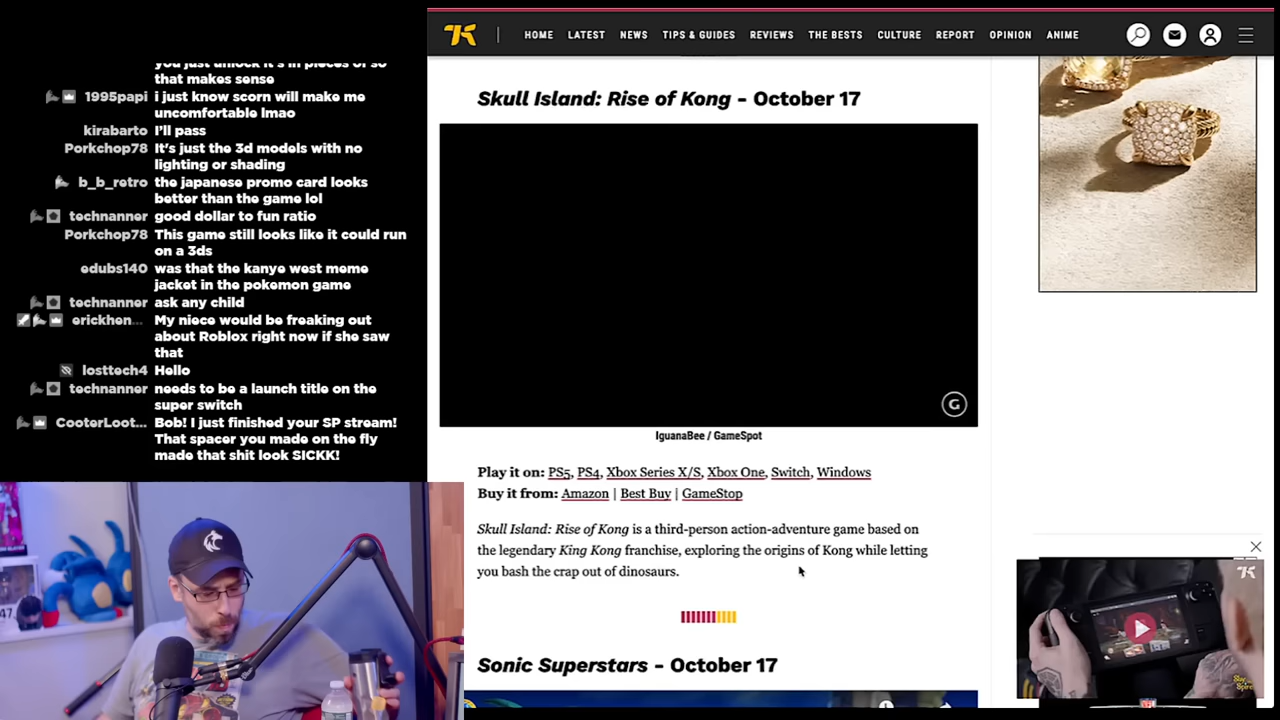 HOME LATEST NEWS TIPS & GUIDES REVIEWS THE BESTS CULTURE REPORT OPINION ANIME
you just unlock it's in pieces or so
that makes sense
1995papi i just know scorn will make me
uncomfortable lmao
kirabarto I'll pass
Porkchop78 It's just the 3d models with no
lighting or shading
b_b_retro the japanese promo card looks
better than the game lol
technanner good dollar to fun ratio
Porkchop78 This game still looks like it could run
on a 3ds
edubs140 was that the kanye west meme
jacket in the pokemon game
technanner ask any child
erickhen... My niece would be freaking out
about Roblox right now if she saw
that
losttech4 Hello
technanner needs to be a launch title on the
super switch
CooterLoot... Bob! I just finished your SP stream!
That spacer you made on the fly
made that shit look SICKK!
Skull Island: Rise of Kong - October 17
G
IguanaBee / GameSpot
Play it on: PS5, PS4, Xbox Series X/S, Xbox One, Switch, Windows
Buy it from: Amazon | Best Buy | GameStop
Skull Island: Rise of Kong is a third-person action-adventure game based on
the legendary King Kong franchise, exploring the origins of Kong while letting
you bash the crap out of dinosaurs.
Sonic Superstars - October 17
47